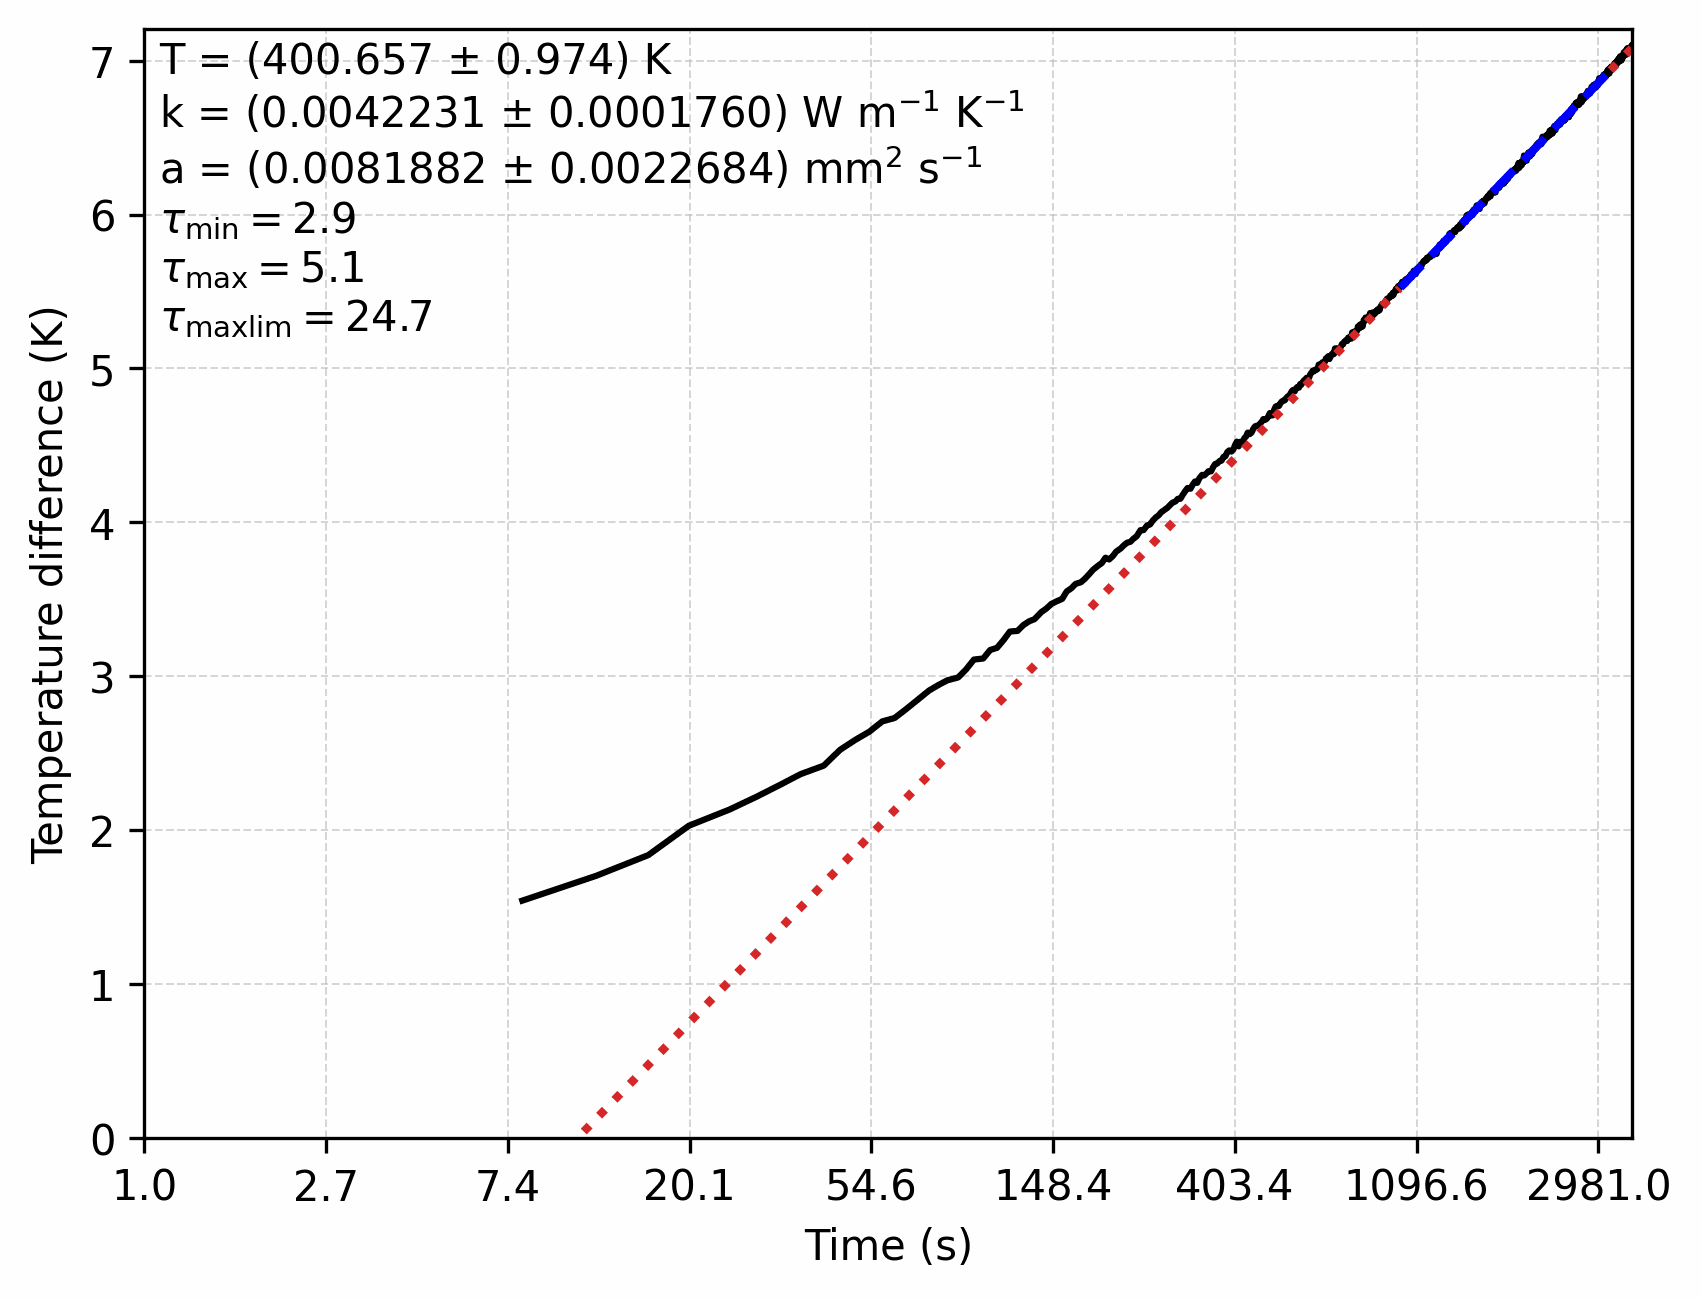 T = (400.657 ± 0.974) K
k = (0.0042231 ± 0.0001760) W m⁻¹ K⁻¹
a = (0.0081882 ± 0.0022684) mm² s⁻¹
τmin = 2.9
τmax = 5.1
τmaxlim = 24.7
7
6
5
4
3
2
1
0
Temperature difference (K)
1.0 2.7 7.4 20.1 54.6 148.4 403.4 1096.6 2981.0
Time (s)